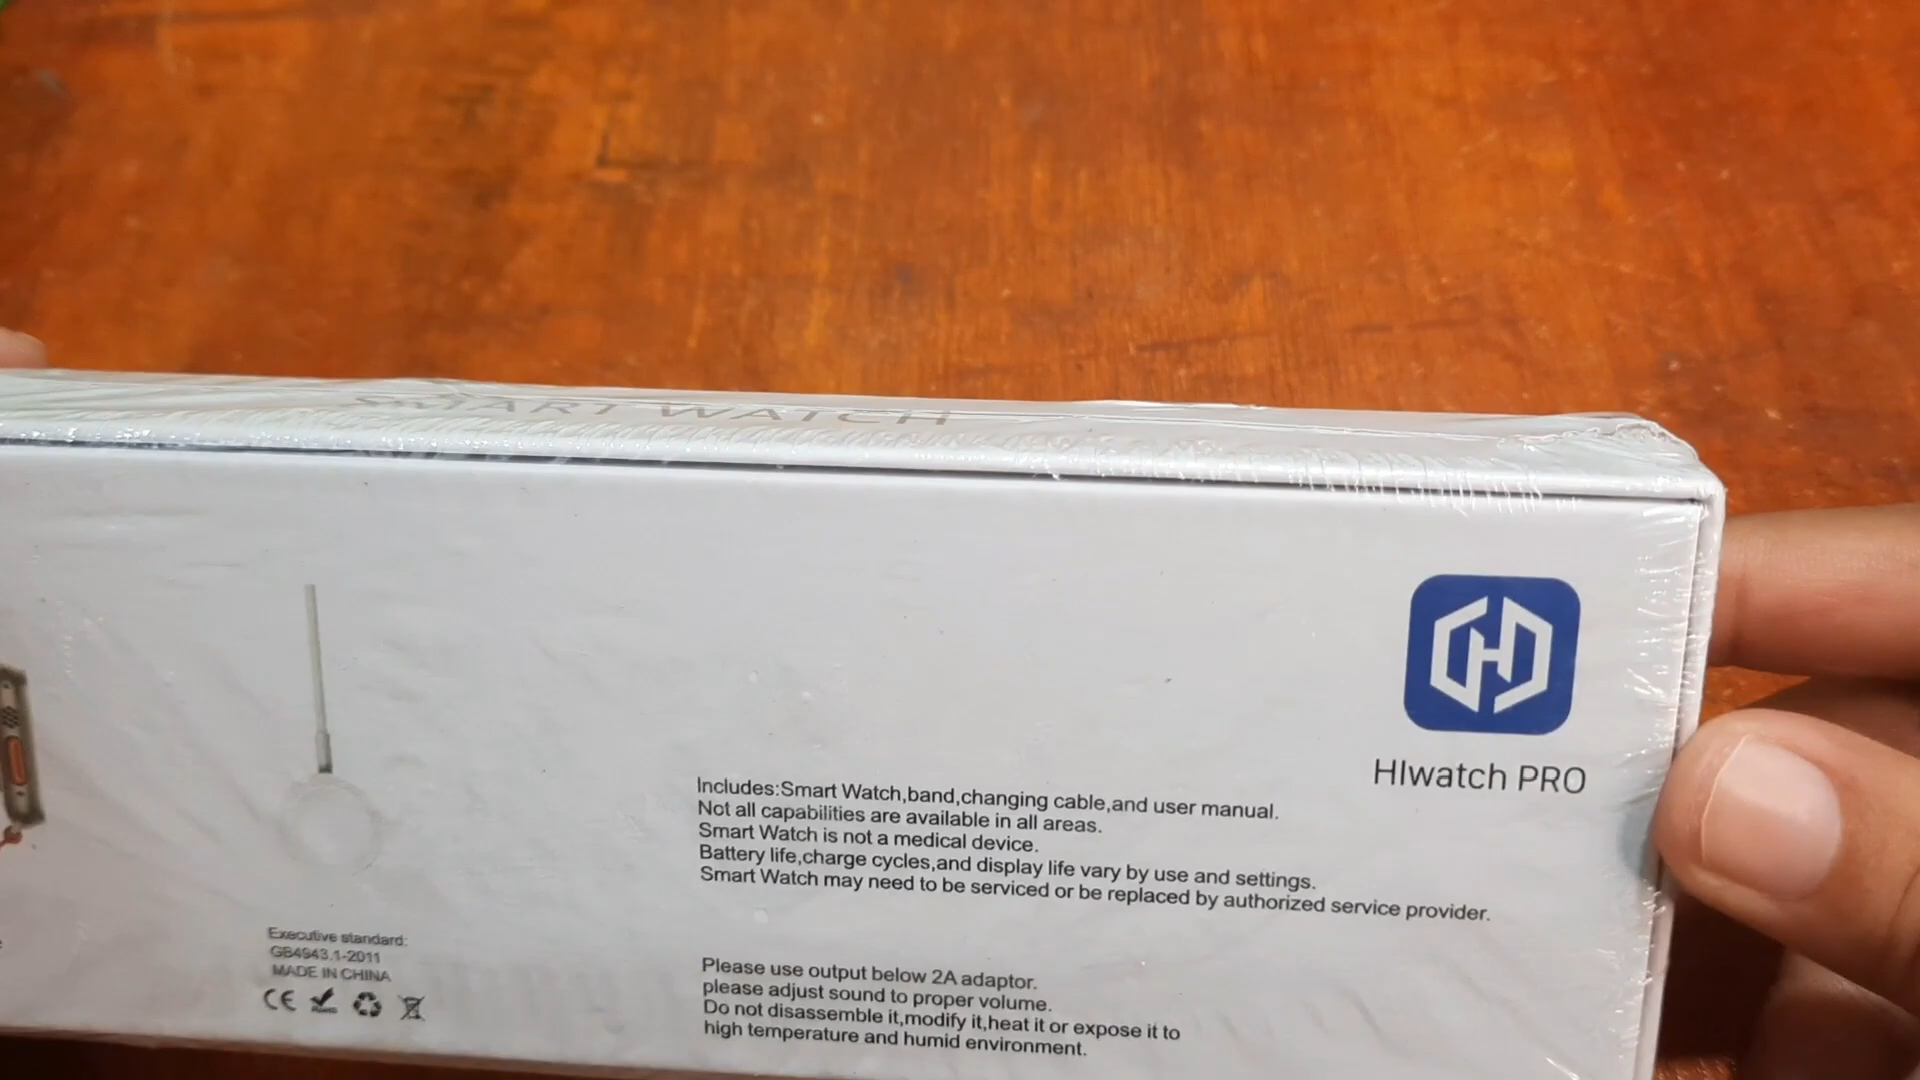 SMART WATCH
HIwatch PRO
Includes:Smart Watch,band,changing cable,and user manual.
Not all capabilities are available in all areas.
Smart Watch is not a medical device.
Battery life,charge cycles,and display life vary by use and settings.
Smart Watch may need to be serviced or be replaced by authorized service provider.
Executive standard:
GB4943.1-2011
MADE IN CHINA
CE
Please use output below 2A adaptor.
please adjust sound to proper volume.
Do not disassemble it,modify it,heat it or expose it to
high temperature and humid environment.